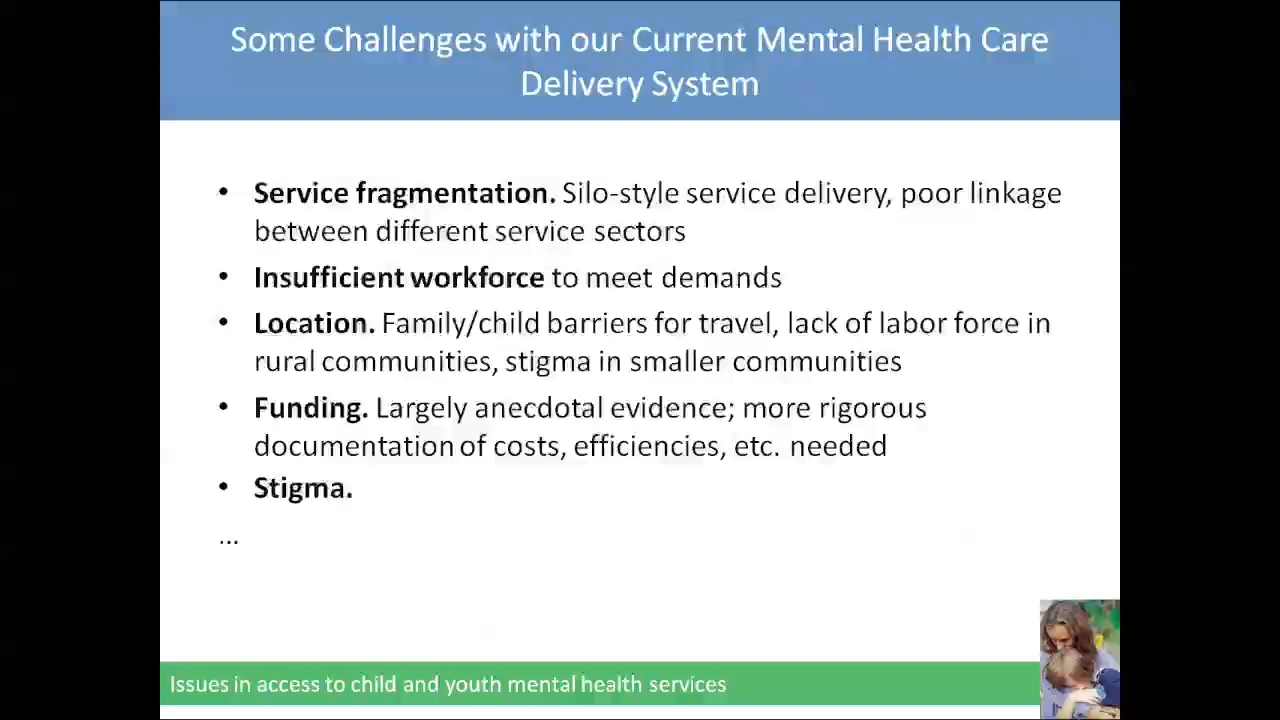 Some Challenges with our Current Mental Health Care
Delivery System
• Service fragmentation. Silo-style service delivery, poor linkage
between different service sectors
• Insufficient workforce to meet demands
• Location. Family/child barriers for travel, lack of labor force in
rural communities, stigma in smaller communities
• Funding. Largely anecdotal evidence; more rigorous
documentation of costs, efficiencies, etc. needed
• Stigma.
...
Issues in access to child and youth mental health services